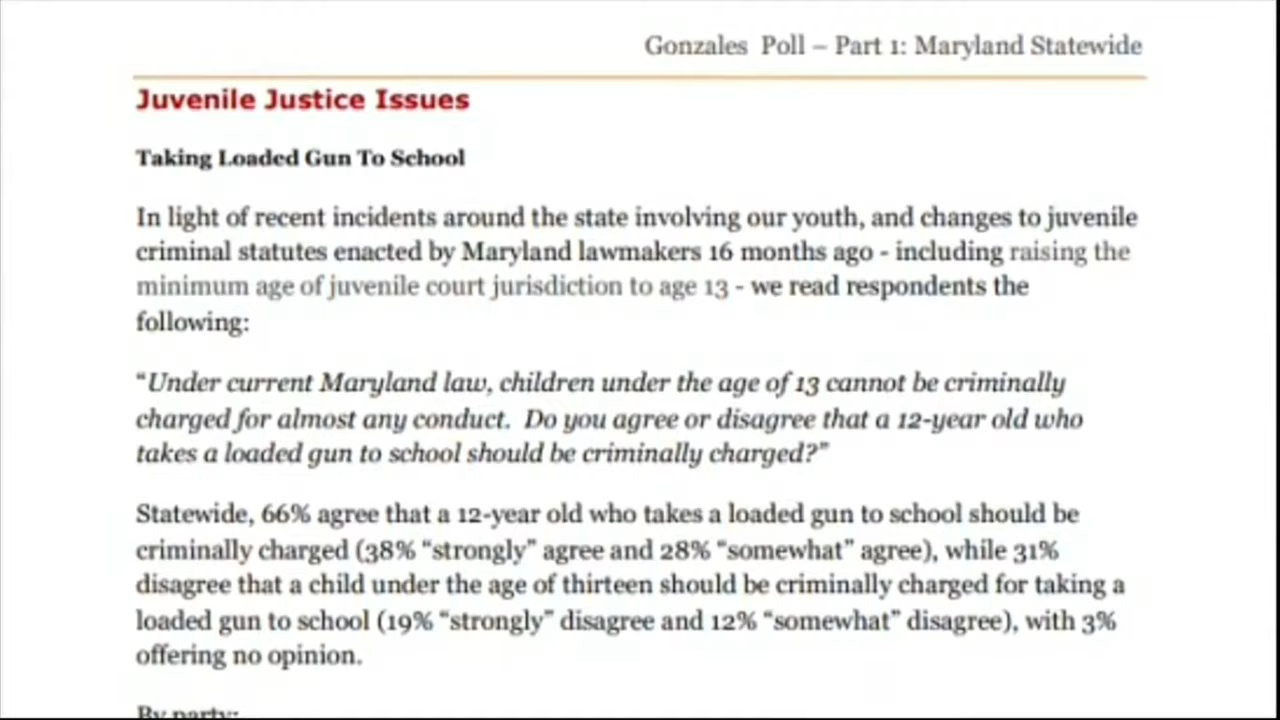 Gonzales Poll – Part 1: Maryland Statewide
Juvenile Justice Issues
Taking Loaded Gun To School
In light of recent incidents around the state involving our youth, and changes to juvenile
criminal statutes enacted by Maryland lawmakers 16 months ago - including raising the
minimum age of juvenile court jurisdiction to age 13 - we read respondents the
following:
“Under current Maryland law, children under the age of 13 cannot be criminally
charged for almost any conduct.  Do you agree or disagree that a 12-year old who
takes a loaded gun to school should be criminally charged?”
Statewide, 66% agree that a 12-year old who takes a loaded gun to school should be
criminally charged (38% “strongly” agree and 28% “somewhat” agree), while 31%
disagree that a child under the age of thirteen should be criminally charged for taking a
loaded gun to school (19% “strongly” disagree and 12% “somewhat” disagree), with 3%
offering no opinion.
By party: